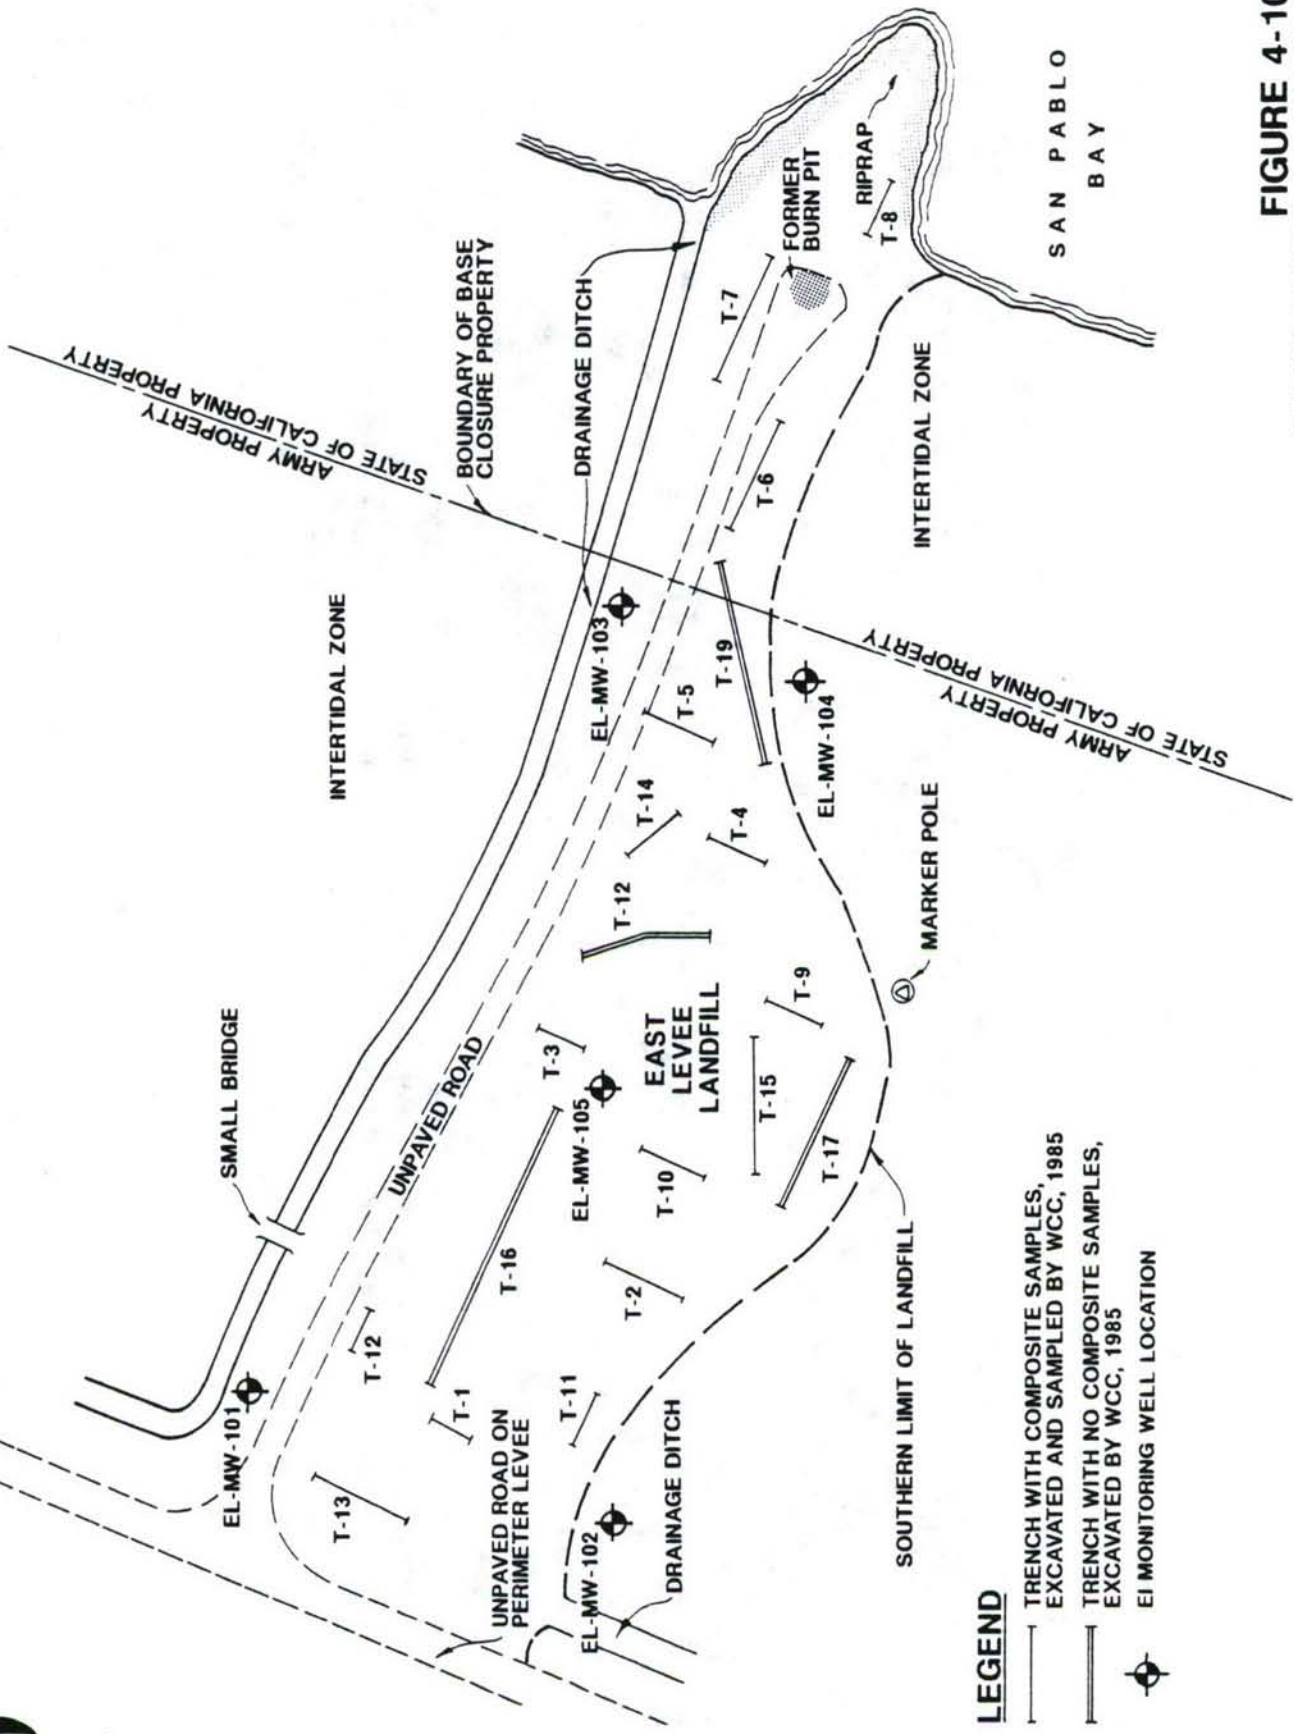 SMALL BRIDGE
INTERTIDAL ZONE
STATE OF CALIFORNIA PROPERTY
ARMY PROPERTY
BOUNDARY OF BASE
CLOSURE PROPERTY
DRAINAGE DITCH
EL-MW-101
UNPAVED ROAD
T-13
T-12
T-1
T-16
T-3
EL-MW-105
EAST
LEVEE
LANDFILL
T-12
T-14
EL-MW-103
T-5
T-19
T-4
T-7
T-6
FORMER
BURN PIT
RIPRAP
T-8
UNPAVED ROAD ON
PERIMETER LEVEE
T-11
T-2
T-10
T-15
T-9
T-17
EL-MW-102
DRAINAGE DITCH
EL-MW-104
MARKER POLE
INTERTIDAL ZONE
ARMY PROPERTY
STATE OF CALIFORNIA PROPERTY
SAN PABLO
BAY
SOUTHERN LIMIT OF LANDFILL
LEGEND
TRENCH WITH COMPOSITE SAMPLES,
EXCAVATED AND SAMPLED BY WCC, 1985
TRENCH WITH NO COMPOSITE SAMPLES,
EXCAVATED BY WCC, 1985
EI MONITORING WELL LOCATION
FIGURE 4-10